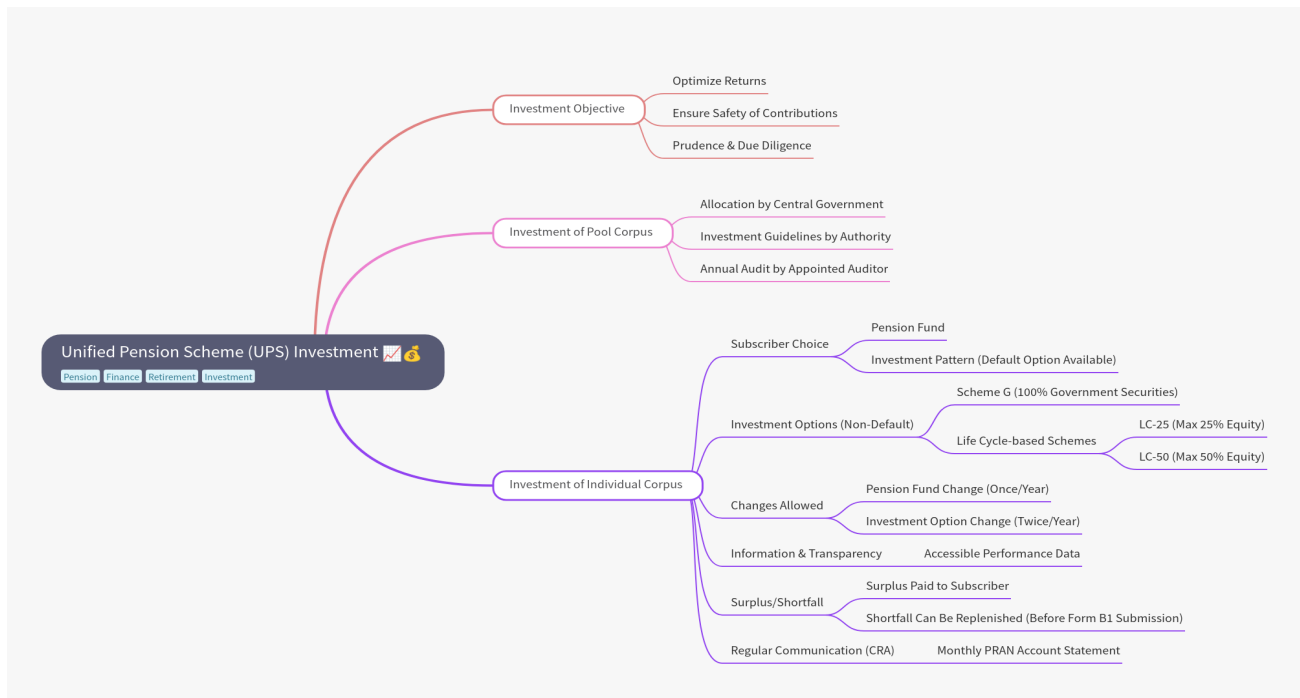 Unified Pension Scheme (UPS) Investment 📈💰
Pension Finance Retirement Investment
Investment Objective
Optimize Returns
Ensure Safety of Contributions
Prudence & Due Diligence
Investment of Pool Corpus
Allocation by Central Government
Investment Guidelines by Authority
Annual Audit by Appointed Auditor
Investment of Individual Corpus
Subscriber Choice
Pension Fund
Investment Pattern (Default Option Available)
Investment Options (Non-Default)
Scheme G (100% Government Securities)
Life Cycle-based Schemes
LC-25 (Max 25% Equity)
LC-50 (Max 50% Equity)
Changes Allowed
Pension Fund Change (Once/Year)
Investment Option Change (Twice/Year)
Information & Transparency
Accessible Performance Data
Surplus/Shortfall
Surplus Paid to Subscriber
Shortfall Can Be Replenished (Before Form B1 Submission)
Regular Communication (CRA)
Monthly PRAN Account Statement